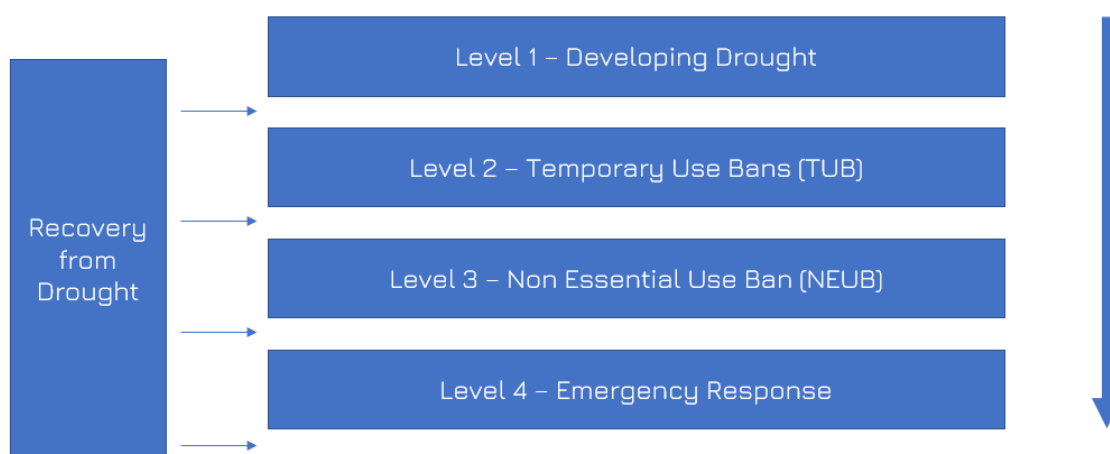 Level 1 – Developing Drought
Level 2 – Temporary Use Bans (TUB)
Recovery
from
Drought
Level 3 – Non Essential Use Ban (NEUB)
Level 4 – Emergency Response